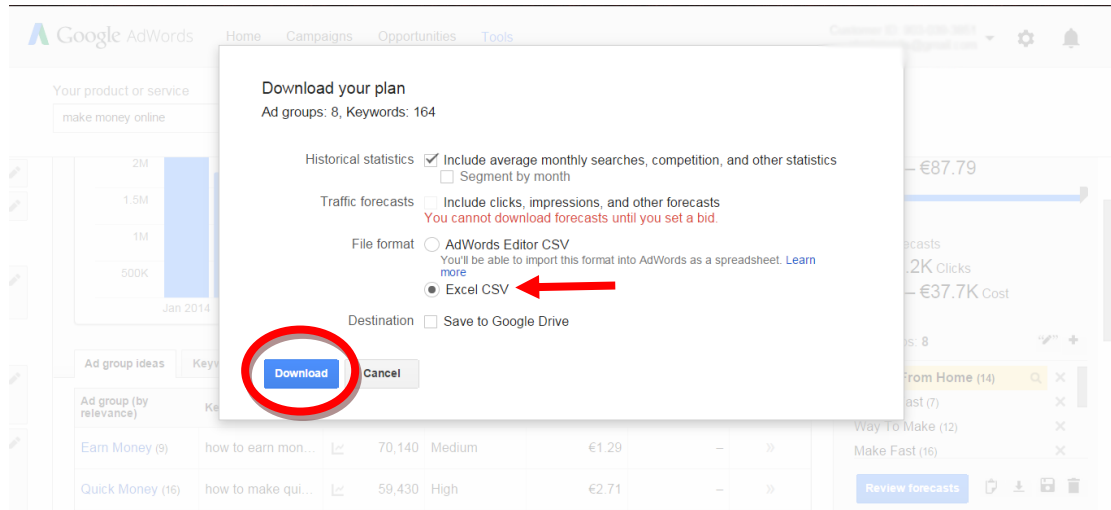 Google AdWords Home Campaigns Opportunities Tools
Your product or service
make money online
Download your plan
Ad groups: 8, Keywords: 164
Historical statistics Include average monthly searches, competition, and other statistics
Segment by month
Traffic forecasts Include clicks, impressions, and other forecasts
You cannot download forecasts until you set a bid.
File format AdWords Editor CSV
You'll be able to import this format into AdWords as a spreadsheet. Learn
more
Excel CSV
Destination Save to Google Drive
Download Cancel
2M
1.5M
1M
500K
Jan 2014
– €87.79
.2K Clicks
– €37.7K Cost
8
From Home (14)
(7)
Way To Make (12)
Make Fast (16)
Review forecasts
Ad group ideas
Ad group (by
relevance)
Earn Money (9) how to earn mon... 70,140 Medium €1.29 – »
Quick Money (16) how to make qui... 59,430 High €2.71 – »